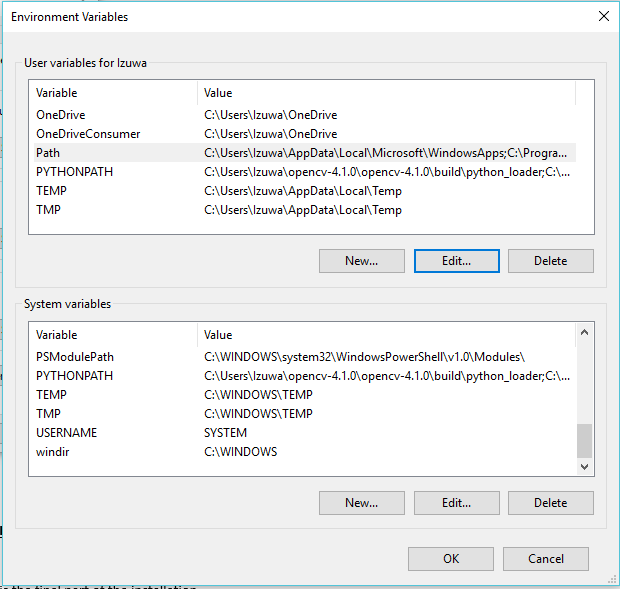 Environment Variables
User variables for Izuwa
Variable Value
OneDrive C:\Users\Izuwa\OneDrive
OneDriveConsumer C:\Users\Izuwa\OneDrive
Path C:\Users\Izuwa\AppData\Local\Microsoft\WindowsApps;C:\Progra...
PYTHONPATH C:\Users\Izuwa\opencv-4.1.0\opencv-4.1.0\build\python_loader;C:\...
TEMP C:\Users\Izuwa\AppData\Local\Temp
TMP C:\Users\Izuwa\AppData\Local\Temp
New... Edit... Delete
System variables
Variable Value
PSModulePath C:\WINDOWS\system32\WindowsPowerShell\v1.0\Modules\
PYTHONPATH C:\Users\Izuwa\opencv-4.1.0\opencv-4.1.0\build\python_loader;C:\...
TEMP C:\WINDOWS\TEMP
TMP C:\WINDOWS\TEMP
USERNAME SYSTEM
windir C:\WINDOWS
New... Edit... Delete
OK Cancel